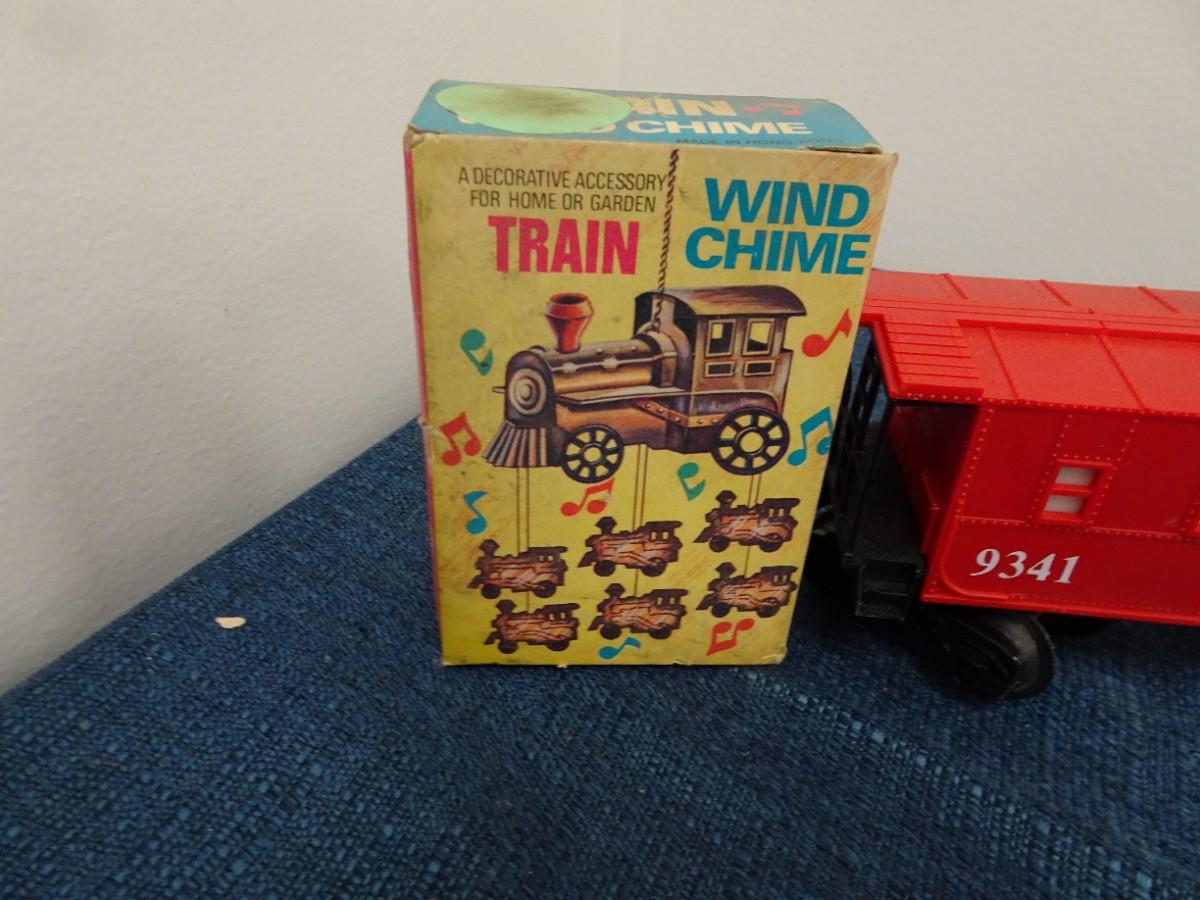 CHIME
MADE IN HONG KONG
A DECORATIVE ACCESSORY
FOR HOME OR GARDEN
TRAIN
WIND
CHIME
9341